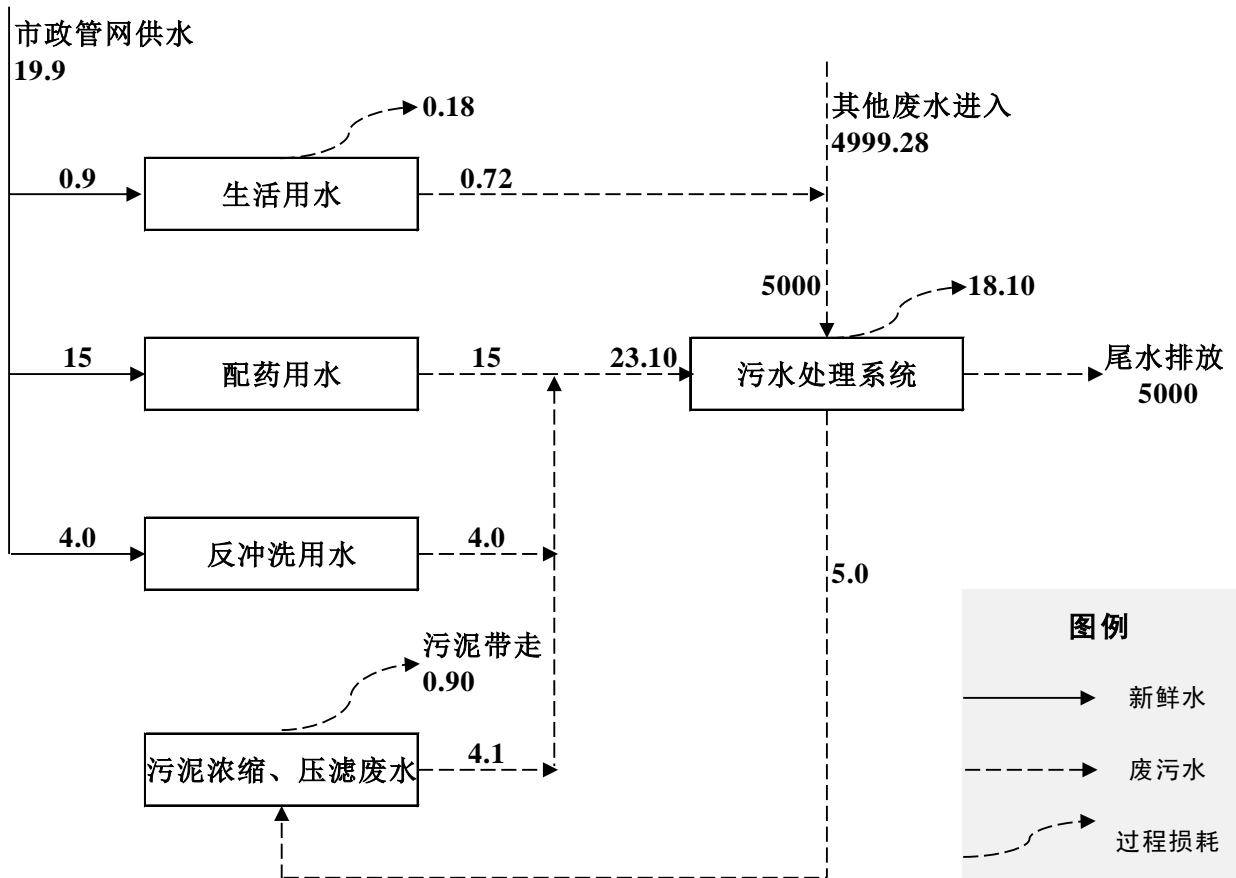 市政管网供水
19.9
0.18
其他废水进入
4999.28
0.9
生活用水
0.72
5000
18.10
15
配药用水
15
23.10
污水处理系统
尾水排放
5000
4.0
反冲洗用水
4.0
5.0
污泥带走
0.90
污泥浓缩、压滤废水
4.1
图例
新鲜水
废污水
过程损耗